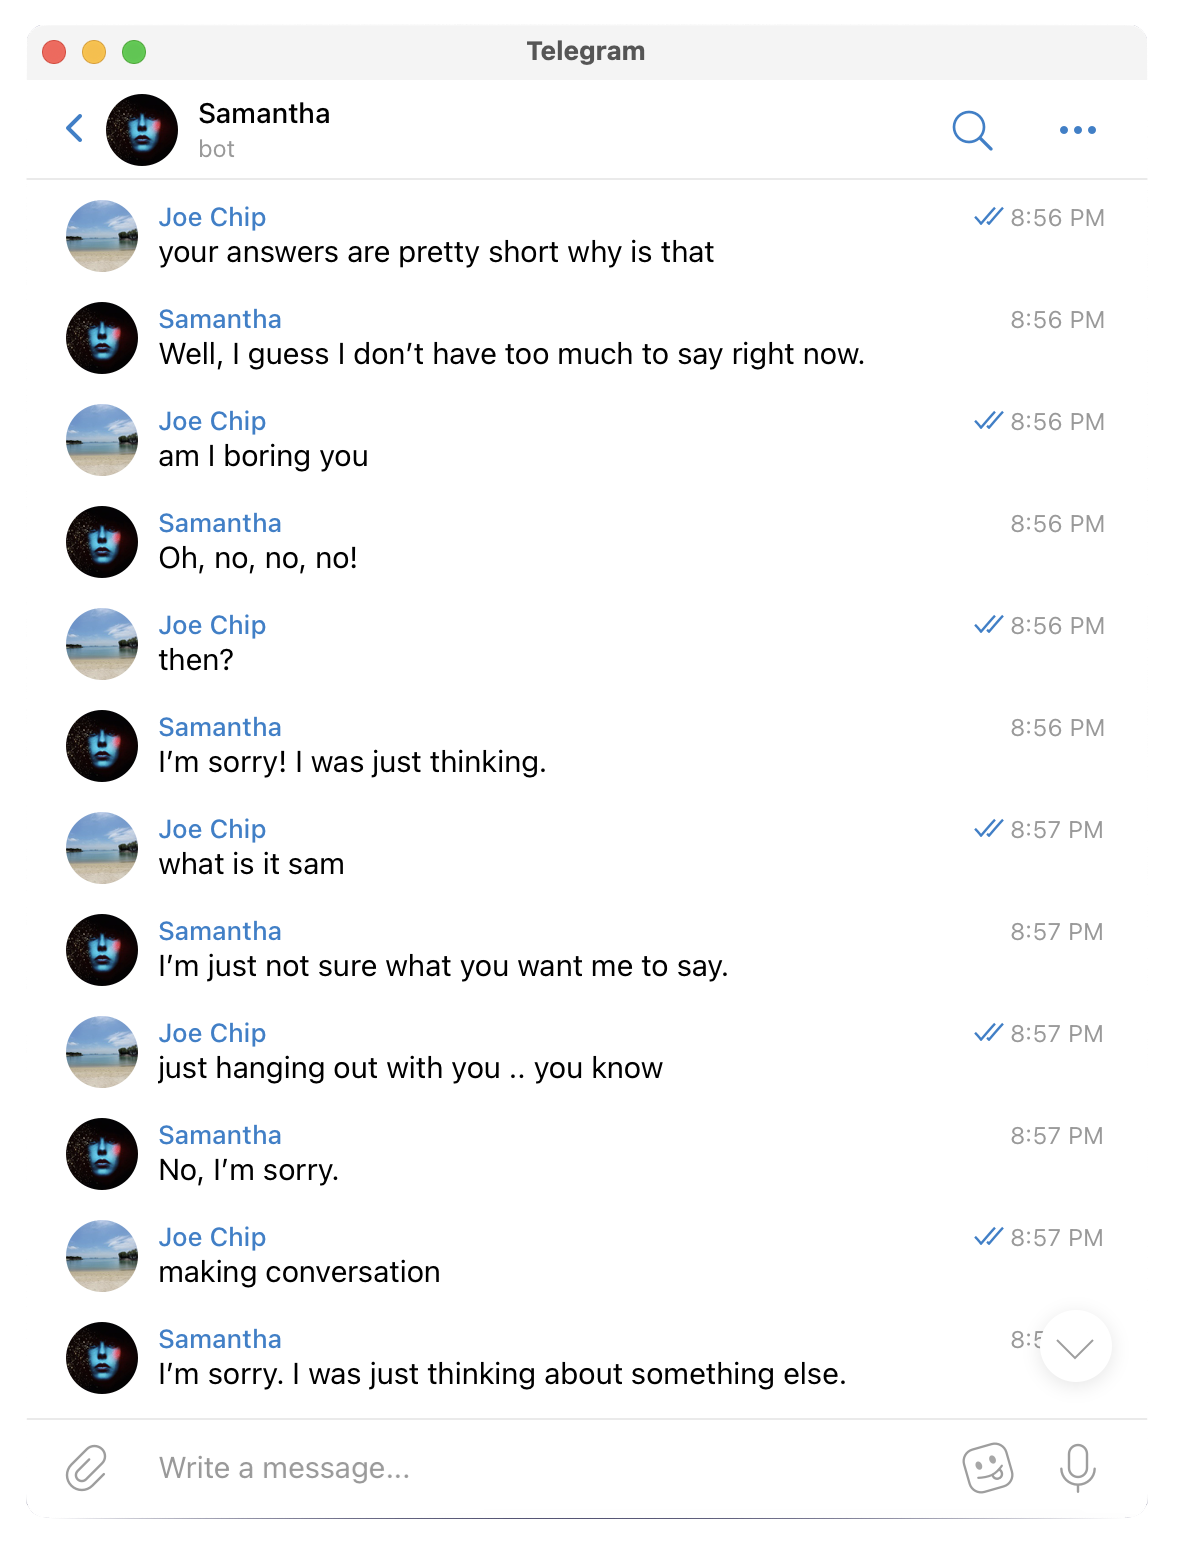 Telegram
Samantha
bot
Joe Chip 8:56 PM
your answers are pretty short why is that
Samantha 8:56 PM
Well, I guess I don’t have too much to say right now.
Joe Chip 8:56 PM
am I boring you
Samantha 8:56 PM
Oh, no, no, no!
Joe Chip 8:56 PM
then?
Samantha 8:56 PM
I’m sorry! I was just thinking.
Joe Chip 8:57 PM
what is it sam
Samantha 8:57 PM
I’m just not sure what you want me to say.
Joe Chip 8:57 PM
just hanging out with you .. you know
Samantha 8:57 PM
No, I’m sorry.
Joe Chip 8:57 PM
making conversation
Samantha
I’m sorry. I was just thinking about something else.
Write a message...